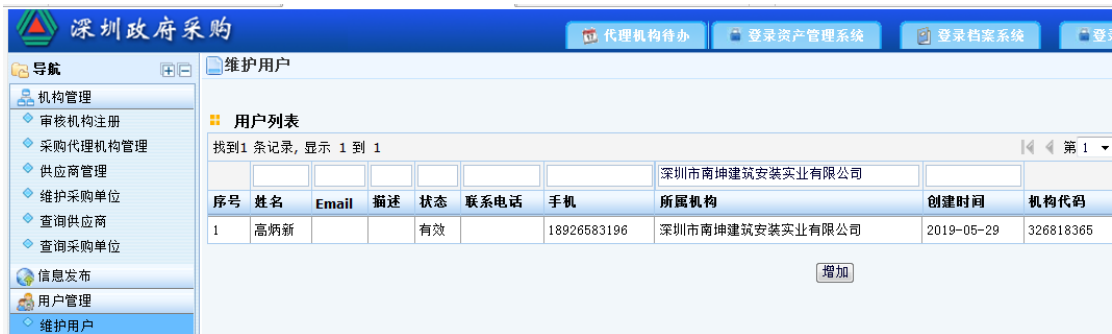 深圳政府采购
代理机构待办 登录资产管理系统 登录档案系统
导航
机构管理
审核机构注册
采购代理机构管理
供应商管理
维护采购单位
查询供应商
查询采购单位
信息发布
用户管理
维护用户
维护用户
用户列表
找到1 条记录, 显示 1 到 1
第 1
深圳市南坤建筑安装实业有限公司
序号 姓名 Email 描述 状态 联系电话 手机 所属机构 创建时间 机构代码
1 高炳新 有效 18926583196 深圳市南坤建筑安装实业有限公司 2019-05-29 326818365
增加